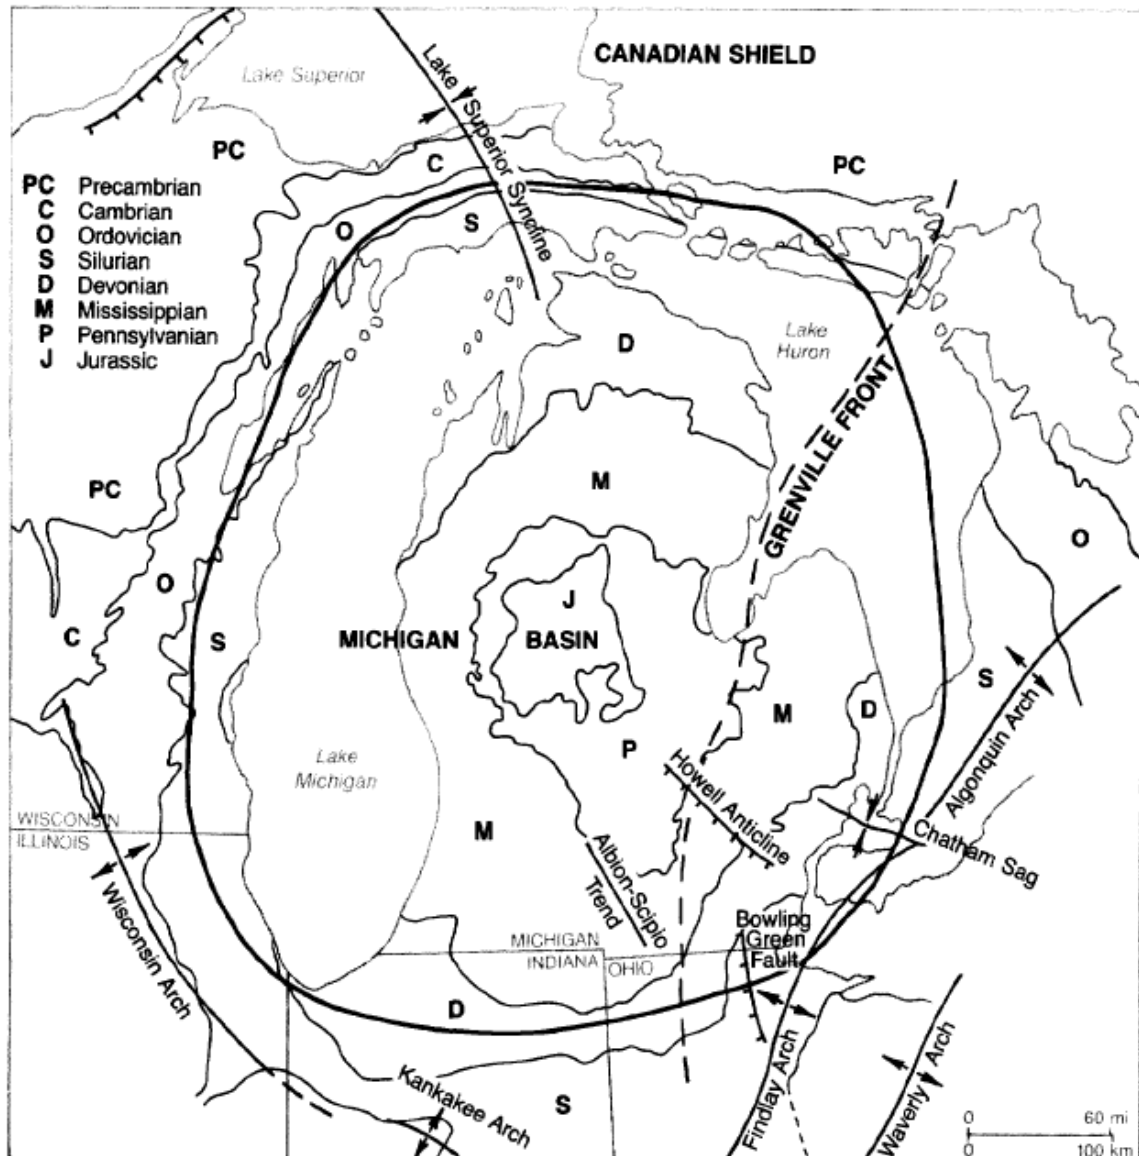 CANADIAN SHIELD
Lake Superior
Lake Superior Syncline
PC
PC
C
PC Precambrian
C Cambrian
O Ordovician
S Silurian
D Devonian
M Mississippian
P Pennsylvanian
J Jurassic
O
S
Lake
Huron
D
GRENVILLE FRONT
M
PC
O
O
J
C
S
MICHIGAN BASIN
S
M
D
P
Lake
Michigan
Algonquin Arch
Howell Anticline
WISCONSIN
ILLINOIS
M
Chatham Sag
Albion-Scipio
Trend
Wisconsin Arch
Bowling
Green
Fault
MICHIGAN
INDIANA
OHIO
D
Kankakee Arch
S
Findlay Arch
Waverly Arch
0 60 mi
0 100 km